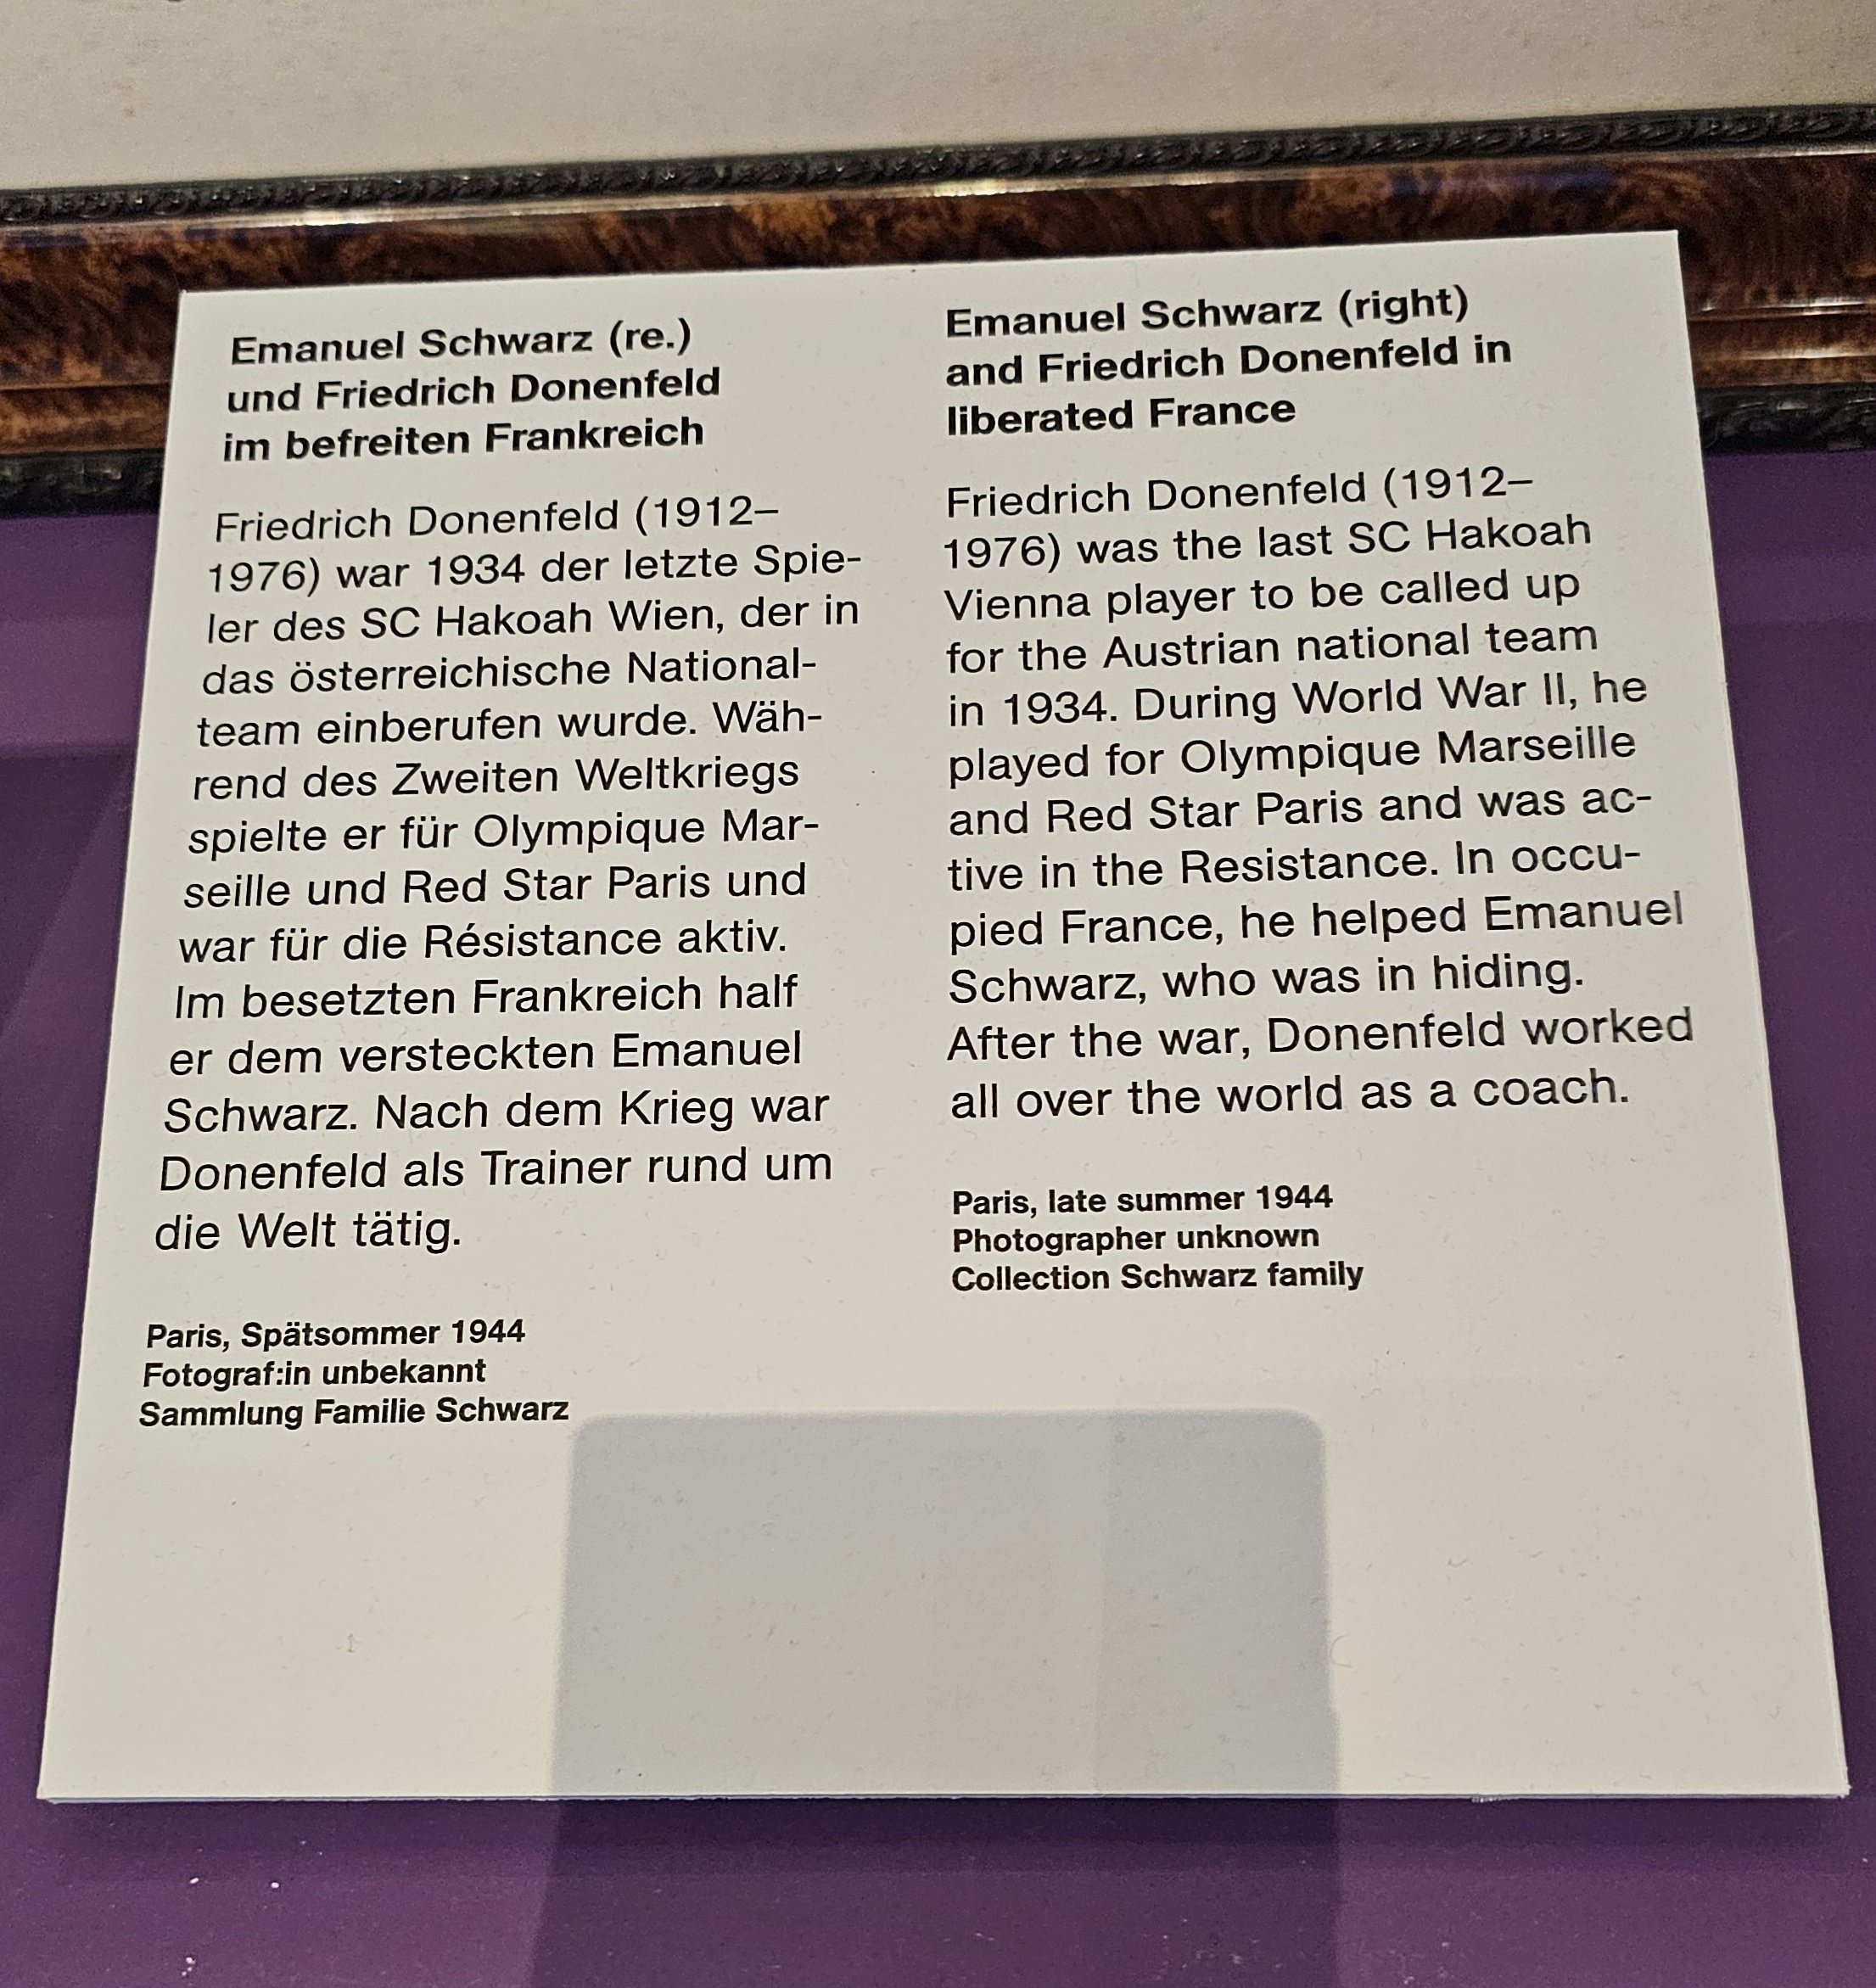 Emanuel Schwarz (re.)
und Friedrich Donenfeld
im befreiten Frankreich
Friedrich Donenfeld (1912–
1976) war 1934 der letzte Spie-
ler des SC Hakoah Wien, der in
das österreichische National-
team einberufen wurde. Wäh-
rend des Zweiten Weltkriegs
spielte er für Olympique Mar-
seille und Red Star Paris und
war für die Résistance aktiv.
Im besetzten Frankreich half
er dem versteckten Emanuel
Schwarz. Nach dem Krieg war
Donenfeld als Trainer rund um
die Welt tätig.
Paris, Spätsommer 1944
Fotograf:in unbekannt
Sammlung Familie Schwarz
Emanuel Schwarz (right)
and Friedrich Donenfeld in
liberated France
Friedrich Donenfeld (1912–
1976) was the last SC Hakoah
Vienna player to be called up
for the Austrian national team
in 1934. During World War II, he
played for Olympique Marseille
and Red Star Paris and was ac-
tive in the Resistance. In occu-
pied France, he helped Emanuel
Schwarz, who was in hiding.
After the war, Donenfeld worked
all over the world as a coach.
Paris, late summer 1944
Photographer unknown
Collection Schwarz family